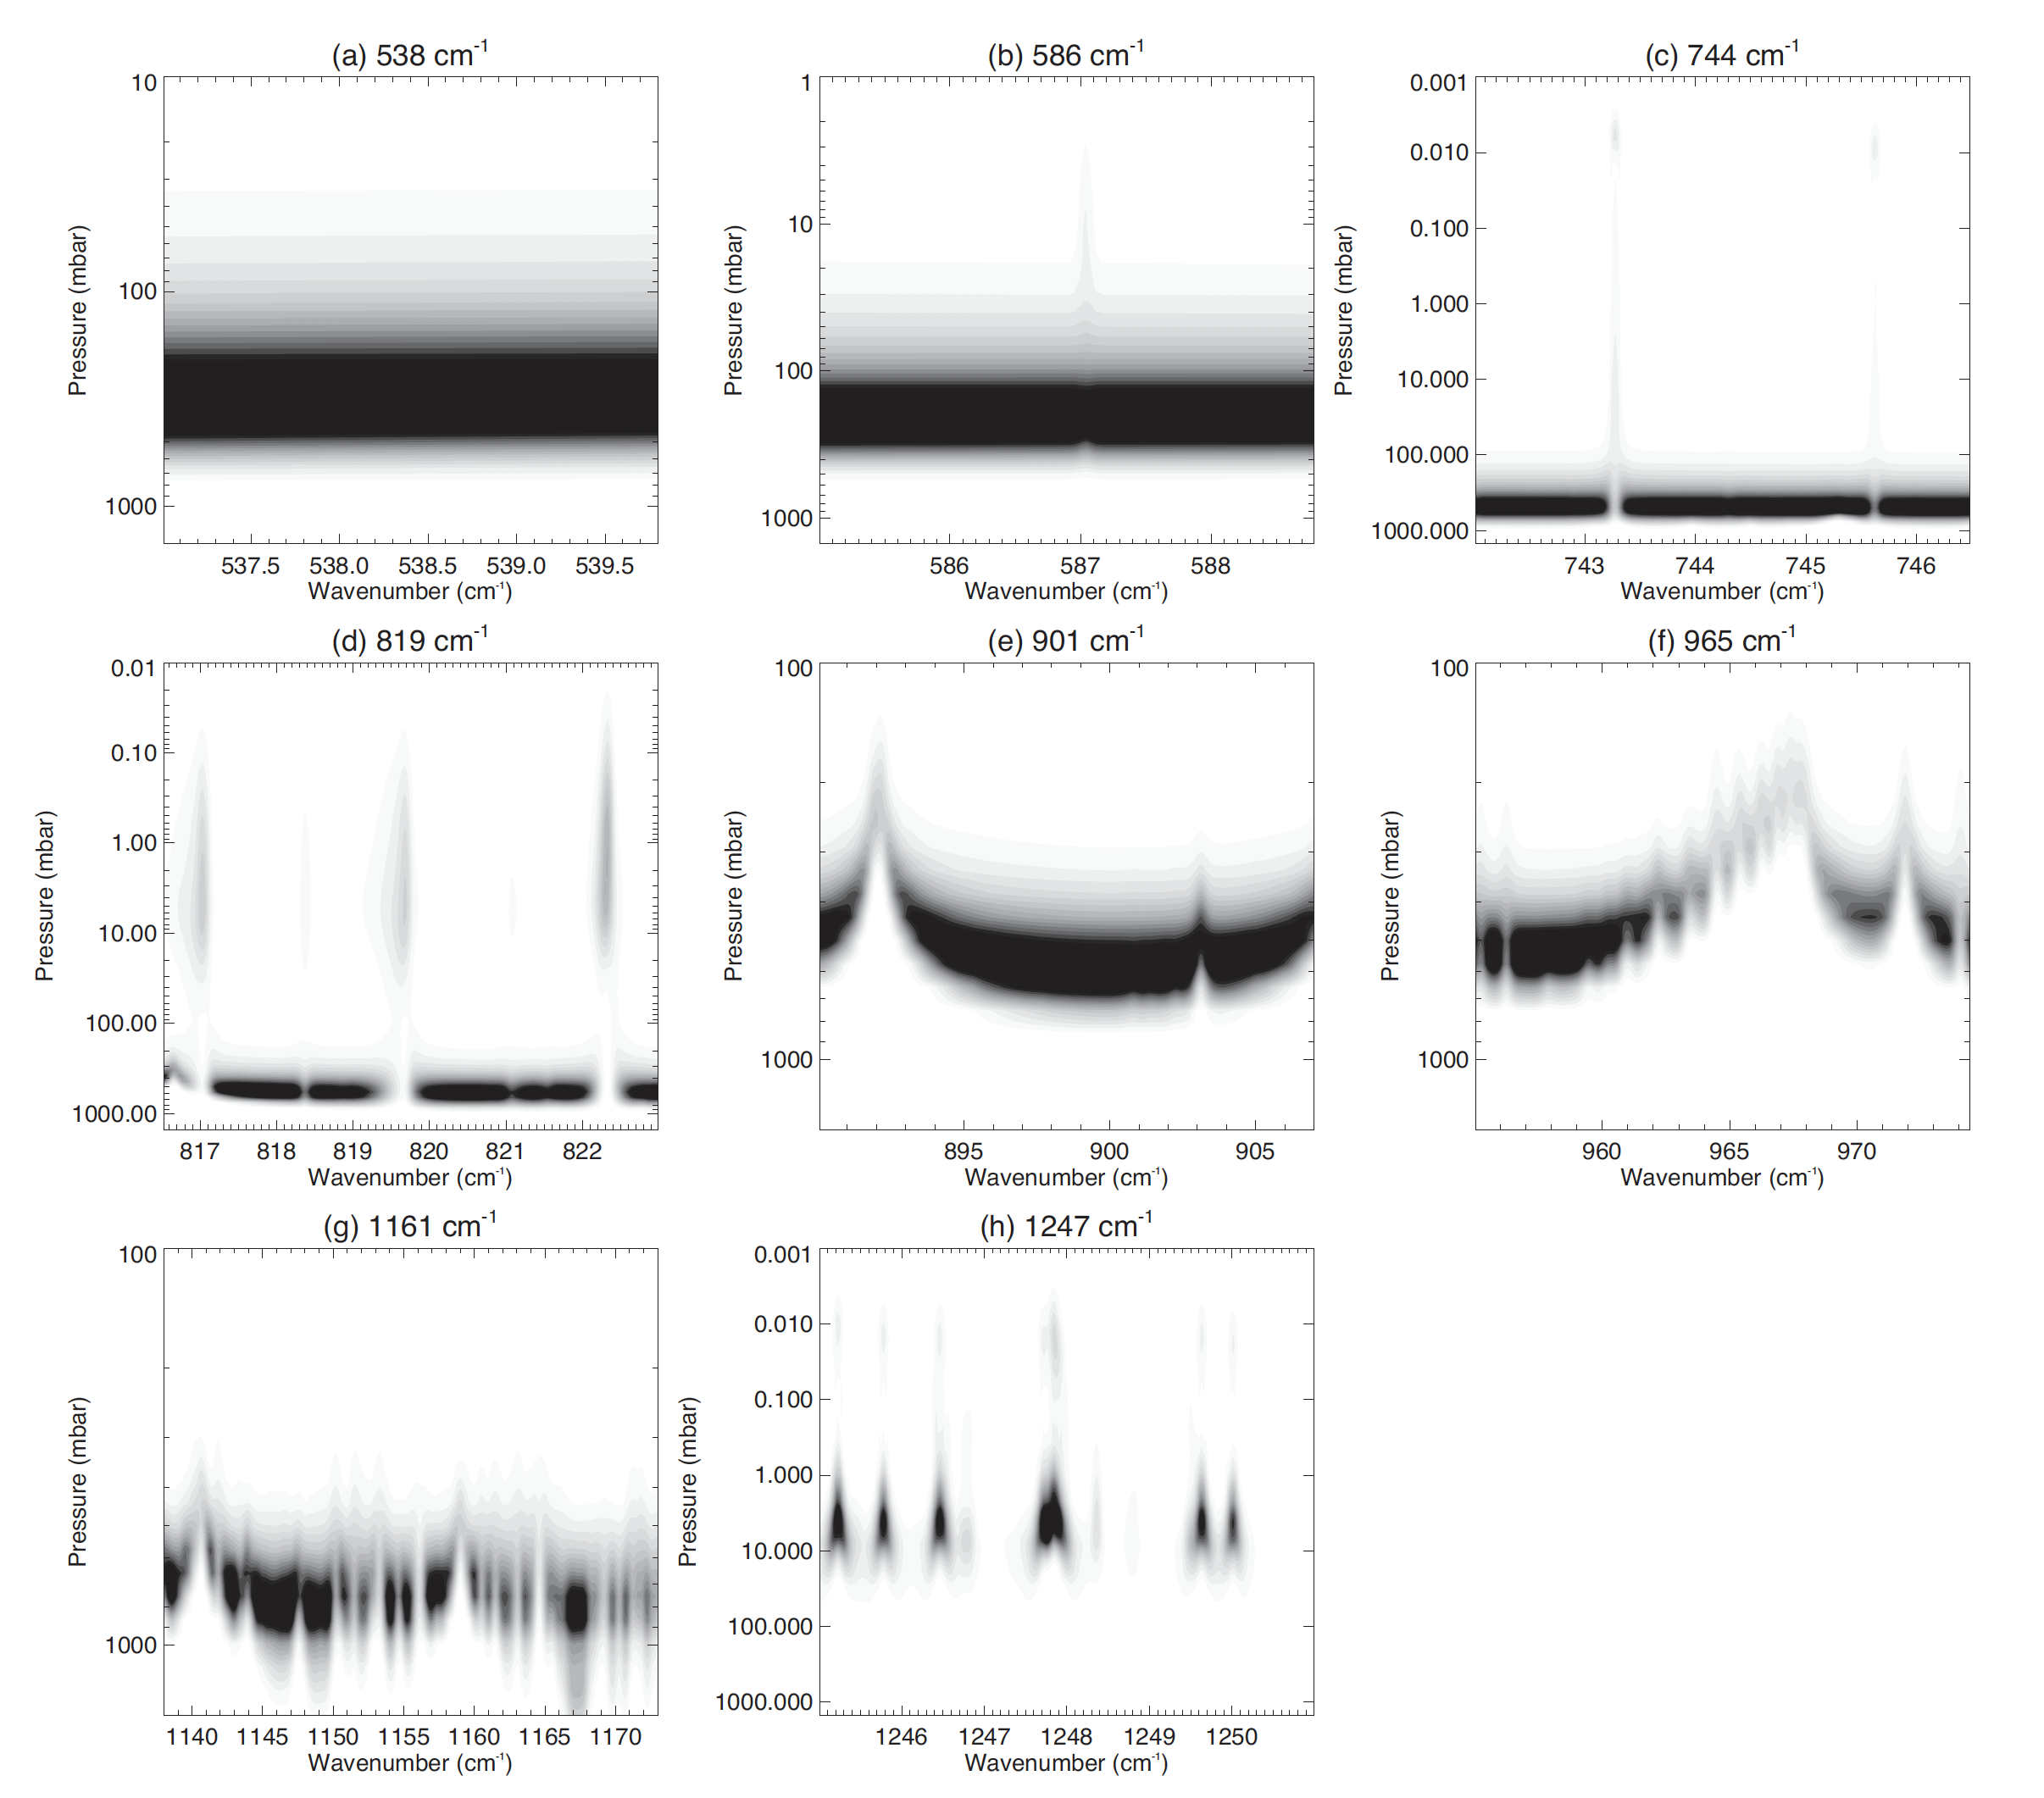 (a) 538 cm-1
10
100
1000
Pressure (mbar)
537.5 538.0 538.5 539.0 539.5
Wavenumber (cm-1)
(b) 586 cm-1
1
10
100
1000
Pressure (mbar)
586 587 588
Wavenumber (cm-1)
(c) 744 cm-1
0.001
0.010
0.100
1.000
10.000
100.000
1000.000
Pressure (mbar)
743 744 745 746
Wavenumber (cm-1)
(d) 819 cm-1
0.01
0.10
1.00
10.00
100.00
1000.00
Pressure (mbar)
817 818 819 820 821 822
Wavenumber (cm-1)
(e) 901 cm-1
100
1000
Pressure (mbar)
895 900 905
Wavenumber (cm-1)
(f) 965 cm-1
100
1000
Pressure (mbar)
960 965 970
Wavenumber (cm-1)
(g) 1161 cm-1
100
1000
Pressure (mbar)
1140 1145 1150 1155 1160 1165 1170
Wavenumber (cm-1)
(h) 1247 cm-1
0.001
0.010
0.100
1.000
10.000
100.000
1000.000
Pressure (mbar)
1246 1247 1248 1249 1250
Wavenumber (cm-1)